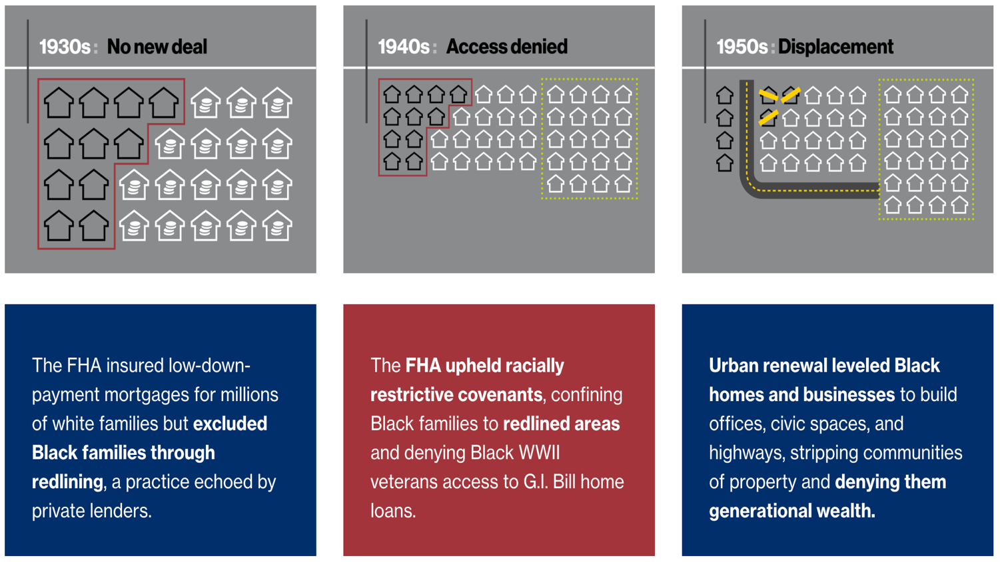 1930s: No new deal
1940s: Access denied
1950s: Displacement
The FHA insured low-down-
payment mortgages for millions
of white families but excluded
Black families through
redlining, a practice echoed by
private lenders.
The FHA upheld racially
restrictive covenants, confining
Black families to redlined areas
and denying Black WWII
veterans access to G.I. Bill home
loans.
Urban renewal leveled Black
homes and businesses to build
offices, civic spaces, and
highways, stripping communities
of property and denying them
generational wealth.